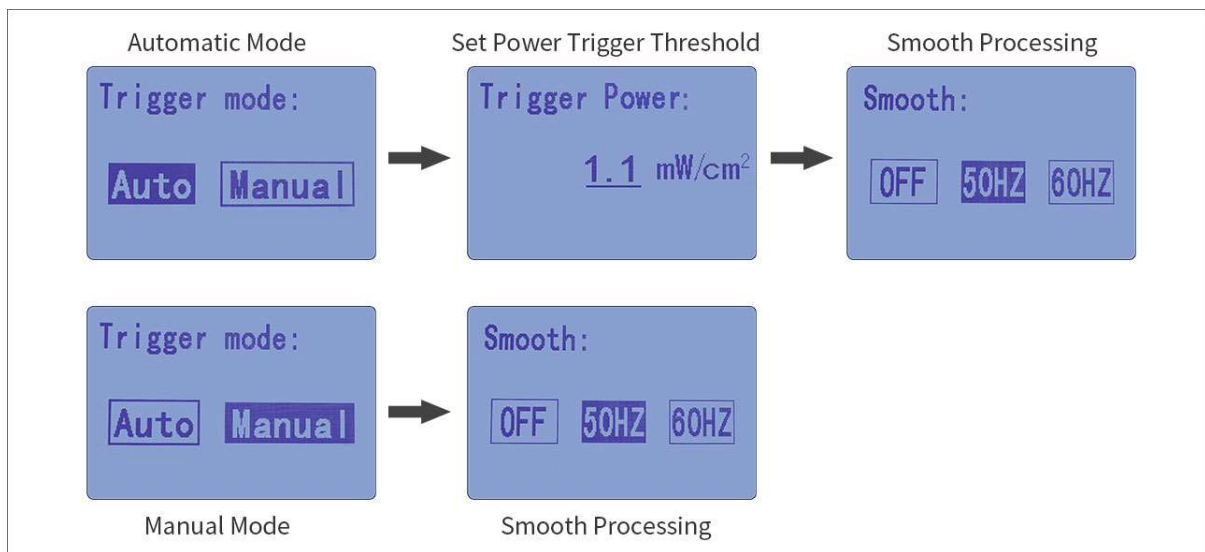 Automatic Mode
Set Power Trigger Threshold
Smooth Processing
Trigger mode:
Auto Manual
Trigger Power:
1.1 mW/cm²
Smooth:
OFF 50HZ 60HZ
Trigger mode:
Auto Manual
Smooth:
OFF 50HZ 60HZ
Manual Mode
Smooth Processing